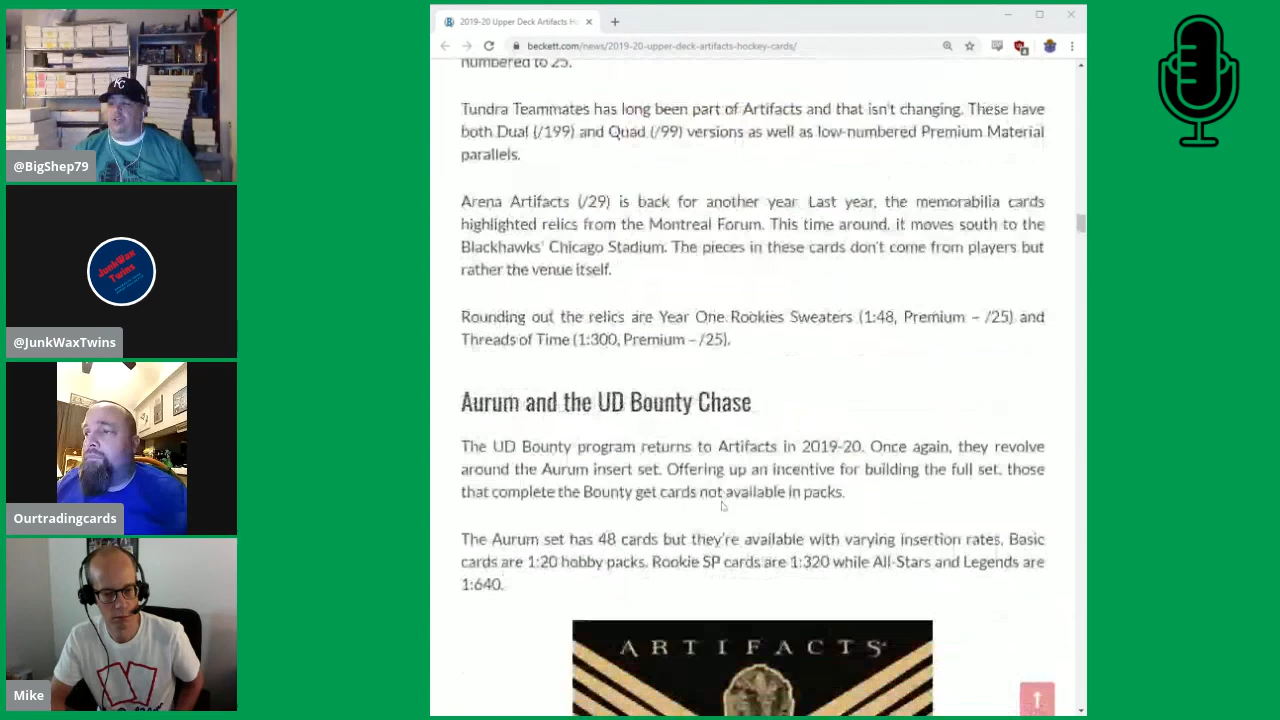 KC
@BigShep79
JunkWax
Twins
@JunkWaxTwins
Ourtradingcards
Mike
2019-20 Upper Deck Artifacts Ho
beckett.com/news/2019-20-upper-deck-artifacts-hockey-cards/
numbered to 25.
Tundra Teammates has long been part of Artifacts and that isn't changing. These have
both Dual (/199) and Quad (/99) versions as well as low-numbered Premium Material
parallels.
Arena Artifacts (/29) is back for another year. Last year, the memorabilia cards
highlighted relics from the Montreal Forum. This time around, it moves south to the
Blackhawks' Chicago Stadium. The pieces in these cards don't come from players but
rather the venue itself.
Rounding out the relics are Year One Rookies Sweaters (1:48, Premium – /25) and
Threads of Time (1:300, Premium – /25).
Aurum and the UD Bounty Chase
The UD Bounty program returns to Artifacts in 2019-20. Once again, they revolve
around the Aurum insert set. Offering up an incentive for building the full set, those
that complete the Bounty get cards not available in packs.
The Aurum set has 48 cards but they're available with varying insertion rates. Basic
cards are 1:20 hobby packs. Rookie SP cards are 1:320 while All-Stars and Legends are
1:640.
ARTIFACTS